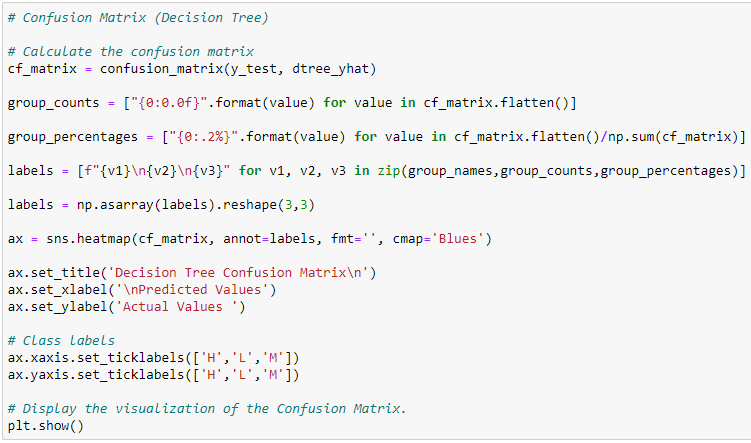 # Confusion Matrix (Decision Tree)
# Calculate the confusion matrix
cf_matrix = confusion_matrix(y_test, dtree_yhat)
group_counts = ["{0:0.0f}".format(value) for value in cf_matrix.flatten()]
group_percentages = ["{0:.2%}".format(value) for value in cf_matrix.flatten()/np.sum(cf_matrix)]
labels = [f"{v1}\n{v2}\n{v3}" for v1, v2, v3 in zip(group_names,group_counts,group_percentages)]
labels = np.asarray(labels).reshape(3,3)
ax = sns.heatmap(cf_matrix, annot=labels, fmt='', cmap='Blues')
ax.set_title('Decision Tree Confusion Matrix\n')
ax.set_xlabel('\nPredicted Values')
ax.set_ylabel('Actual Values ')
# Class labels
ax.xaxis.set_ticklabels(['H','L','M'])
ax.yaxis.set_ticklabels(['H','L','M'])
# Display the visualization of the Confusion Matrix.
plt.show()